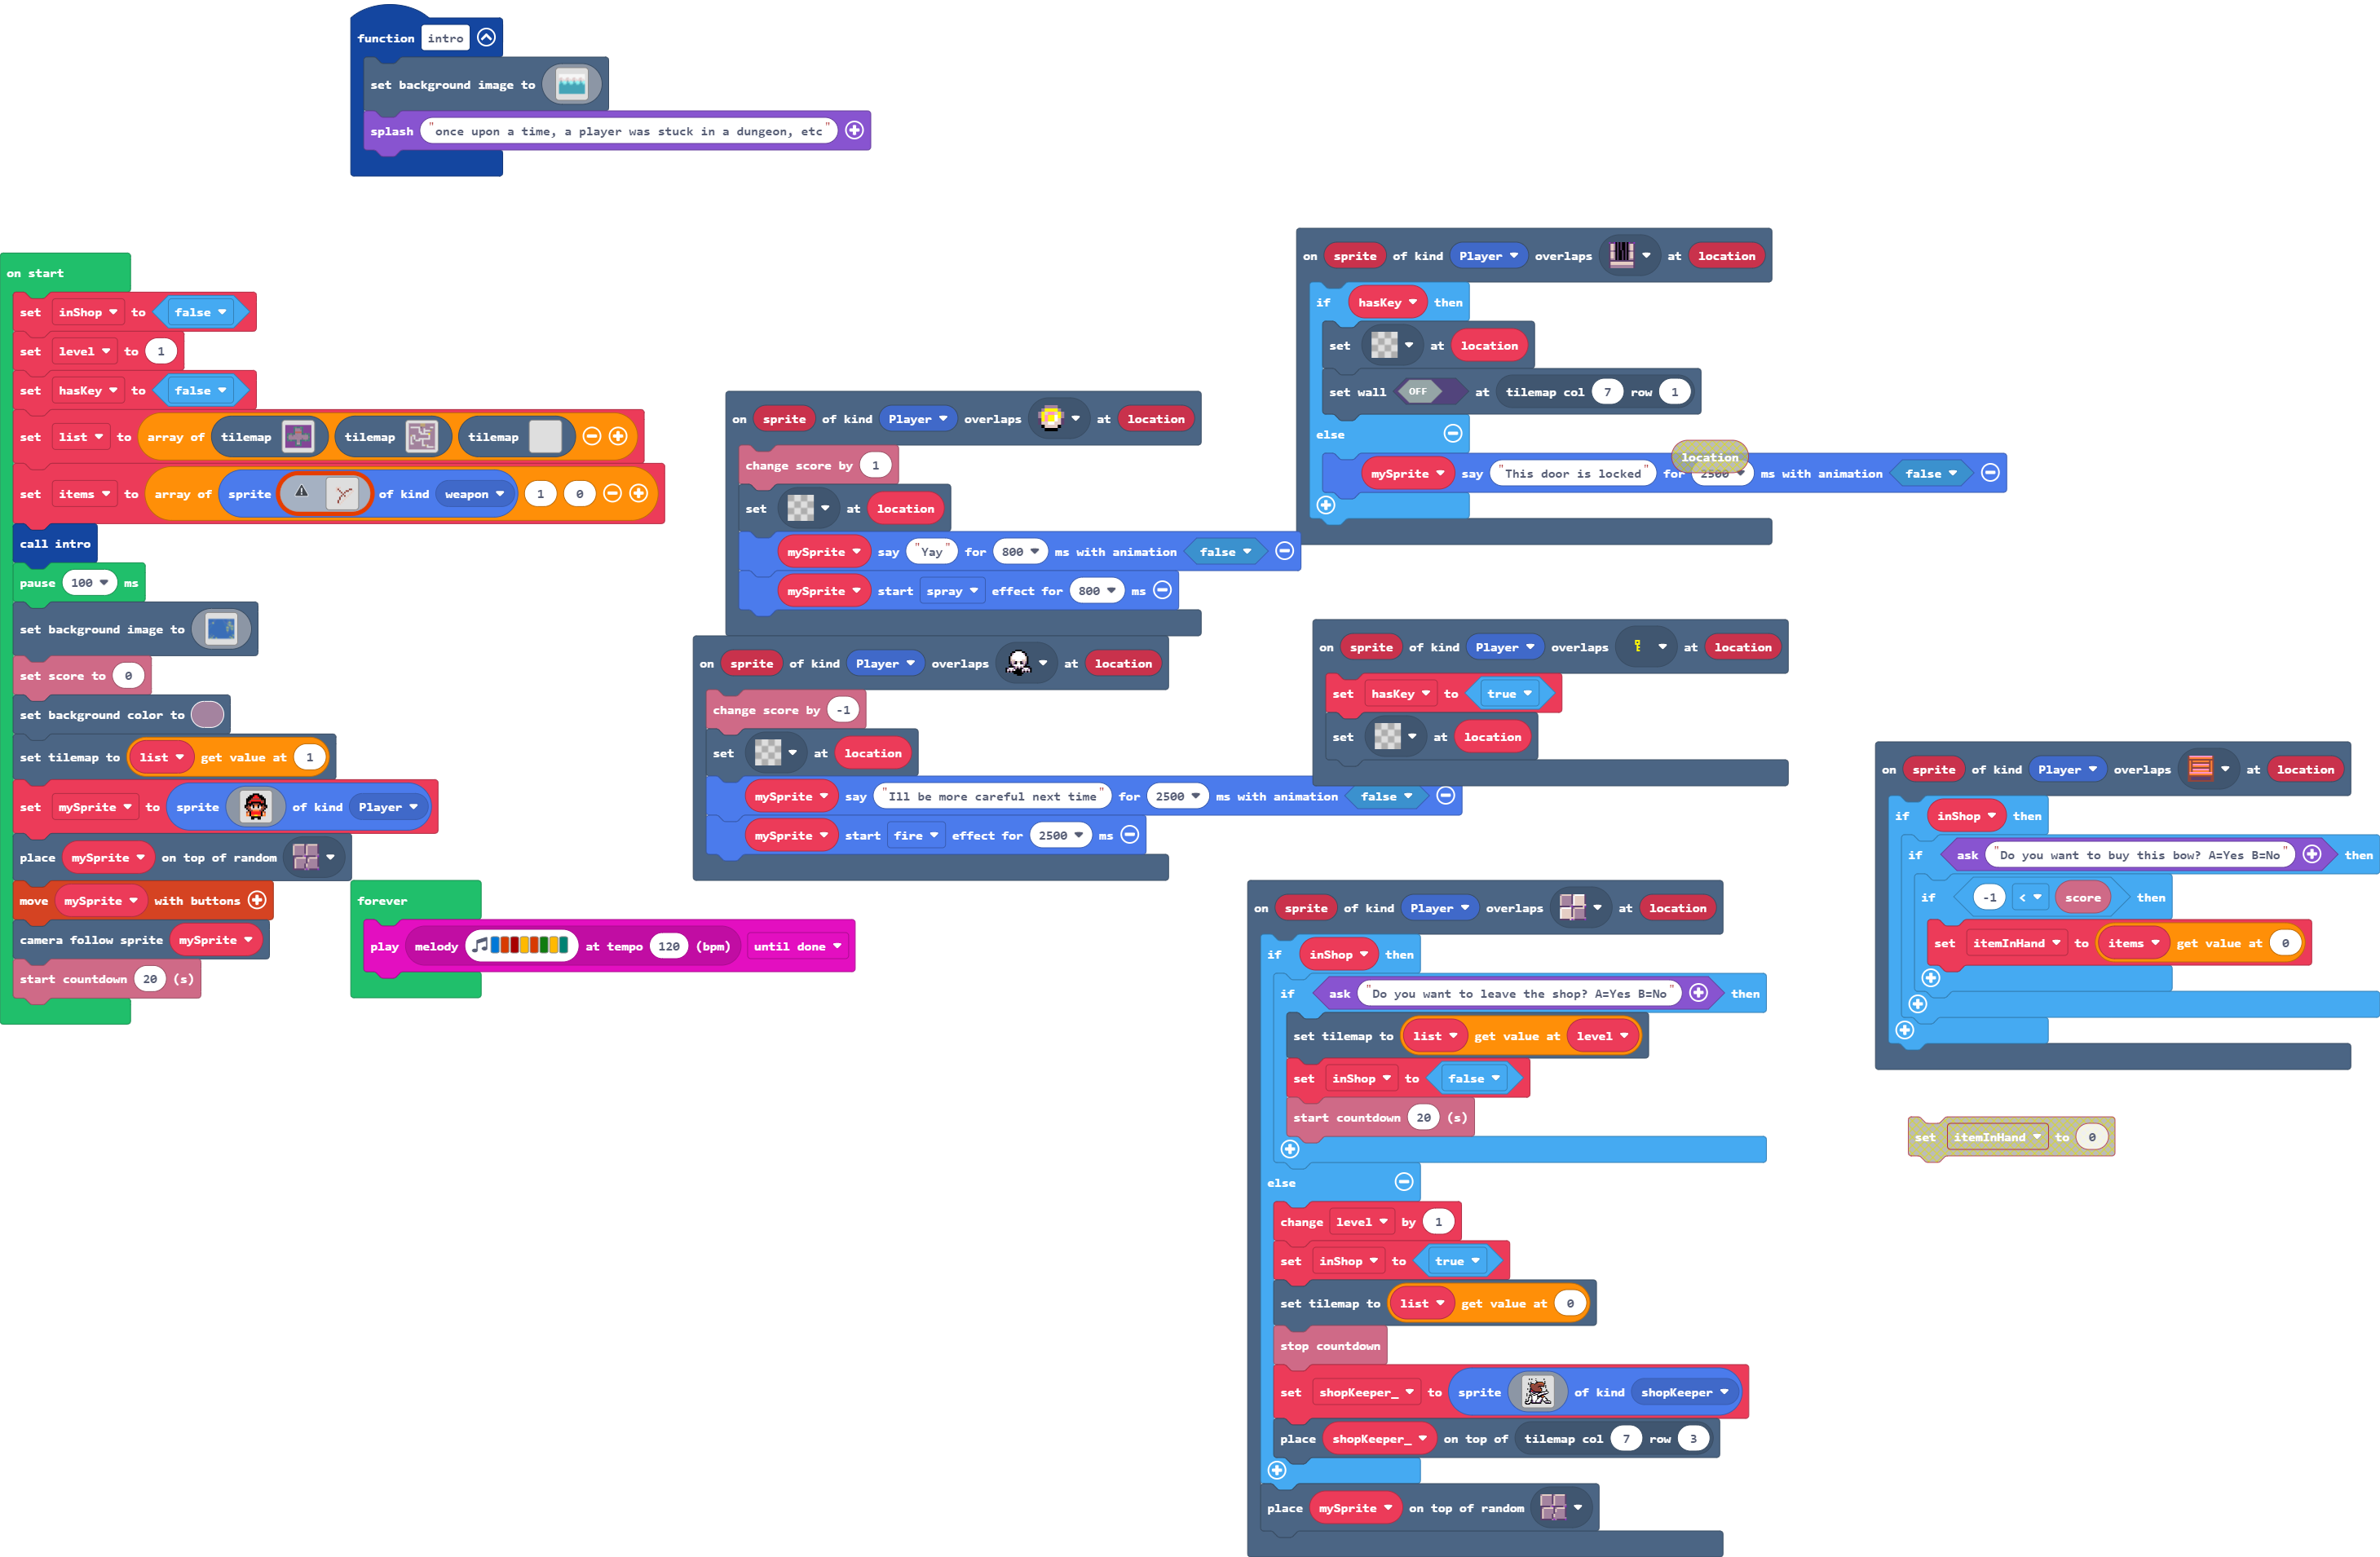 function intro
set background image to
splash "once upon a time, a player was stuck in a dungeon, etc"
on start
set inShop to false
set level to 1
set hasKey to false
set list to array of tilemap tilemap tilemap
set items to array of sprite of kind weapon 1 0
call intro
pause 100 ms
set background image to
set score to 0
set background color to
set tilemap to list get value at 1
set mySprite to sprite of kind Player
place mySprite on top of random
move mySprite with buttons
camera follow sprite mySprite
start countdown 20 (s)
forever
play melody at tempo 120 (bpm) until done
on sprite of kind Player overlaps at location
change score by 1
set at location
mySprite say "Yay" for 800 ms with animation false
mySprite start spray effect for 800 ms
on sprite of kind Player overlaps at location
change score by -1
set at location
mySprite say "Ill be more careful next time" for 2500 ms with animation false
mySprite start fire effect for 2500 ms
on sprite of kind Player overlaps at location
if hasKey then
set at location
set wall OFF at tilemap col 7 row 1
else
location
mySprite say "This door is locked" for 2500 ms with animation false
on sprite of kind Player overlaps at location
set hasKey to true
set at location
on sprite of kind Player overlaps at location
if inShop then
if ask "Do you want to leave the shop? A=Yes B=No" then
set tilemap to list get value at level
set inShop to false
start countdown 20 (s)
else
change level by 1
set inShop to true
set tilemap to list get value at 0
stop countdown
set shopKeeper_ to sprite of kind shopKeeper
place shopKeeper_ on top of tilemap col 7 row 3
place mySprite on top of random
on sprite of kind Player overlaps at location
if inShop then
if ask "Do you want to buy this bow? A=Yes B=No" then
if -1 < score then
set itemInHand to items get value at 0
set itemInHand to 0